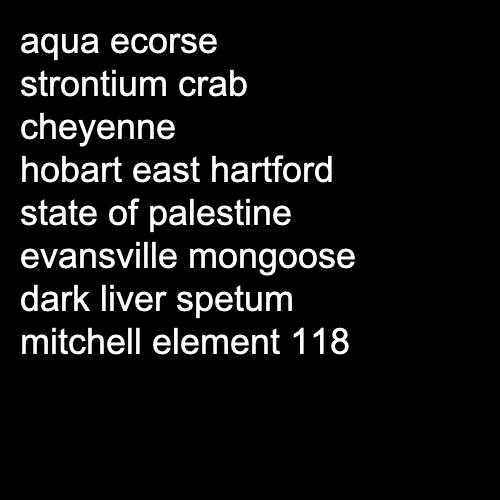 aqua ecorse
strontium crab
cheyenne
hobart east hartford
state of palestine
evansville mongoose
dark liver spetum
mitchell element 118